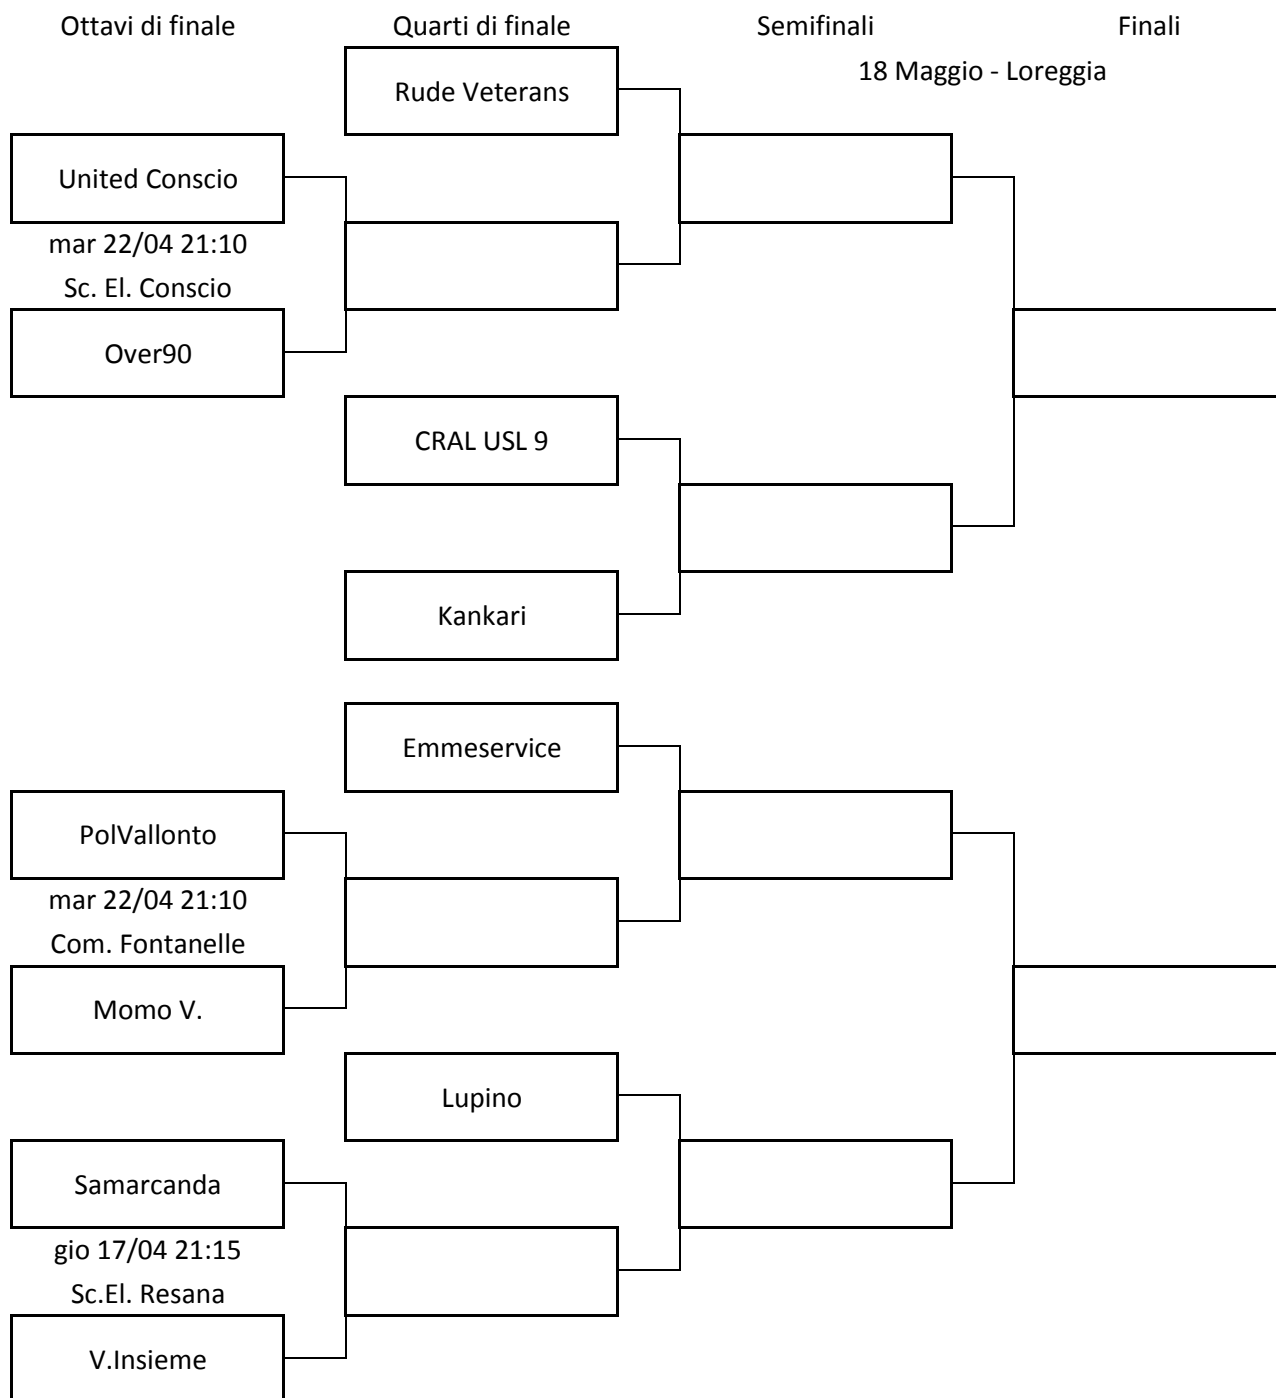 Ottavi di finale
Quarti di finale
Semifinali
Finali
18 Maggio - Loreggia
Rude Veterans
United Conscio
mar 22/04 21:10
Sc. El. Conscio
Over90
CRAL USL 9
Kankari
Emmeservice
PolVallonto
mar 22/04 21:10
Com. Fontanelle
Momo V.
Lupino
Samarcanda
gio 17/04 21:15
Sc.El. Resana
V.Insieme